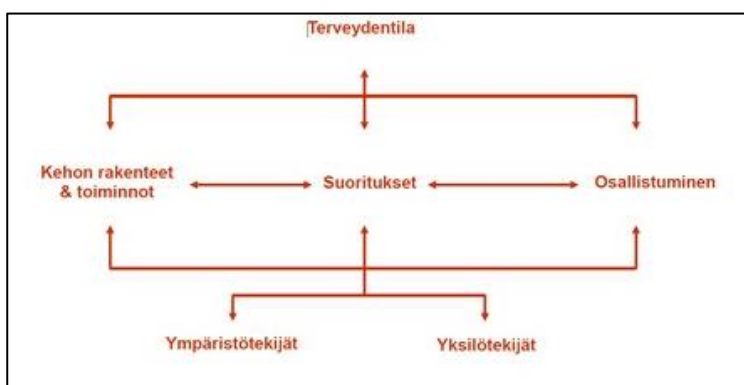 Terveydentila
Kehon rakenteet
& toiminnot
Suoritukset
Osallistuminen
Ympäristötekijät
Yksilötekijät